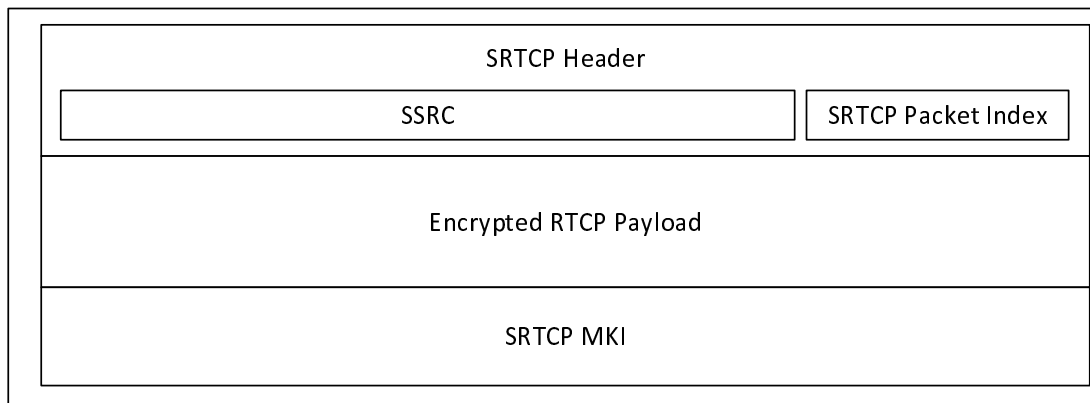 SRTCP Header
SSRC
SRTCP Packet Index
Encrypted RTCP Payload
SRTCP MKI